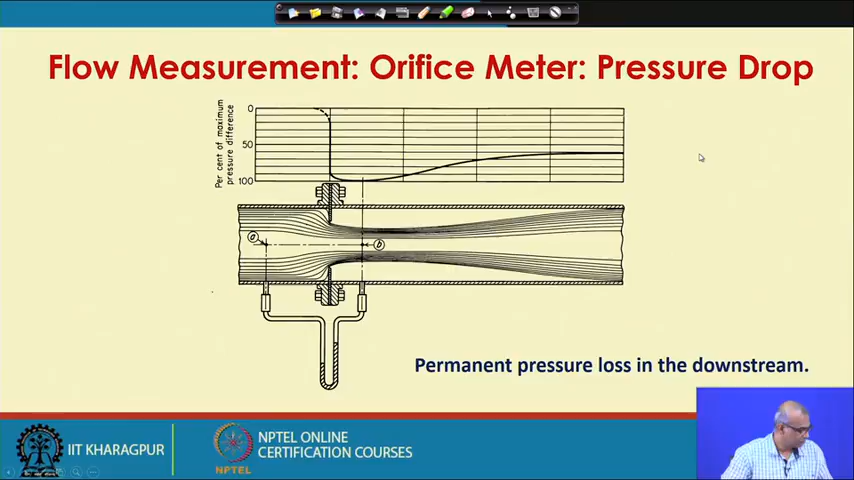 Flow Measurement: Orifice Meter: Pressure Drop
Per cent of maximum
pressure difference
0
50
100
a
b
Permanent pressure loss in the downstream.
IIT KHARAGPUR
NPTEL
NPTEL ONLINE
CERTIFICATION COURSES